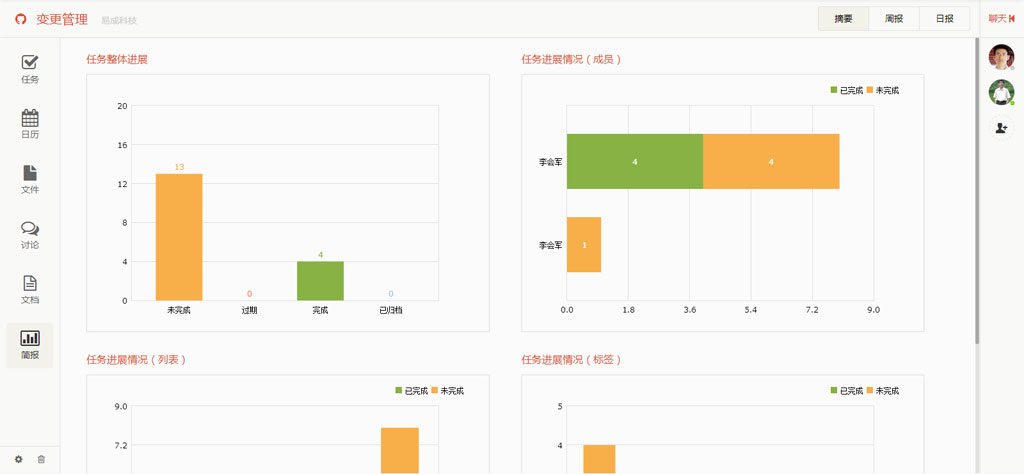 变更管理 易成科技
摘要 周报 日报
聊天
任务
日历
文件
讨论
文档
简报
任务整体进展
20
16
12
8
4
0
13
0
4
0
未完成 过期 完成 已归档
任务进展情况（成员）
已完成 未完成
李会军 4 4
李会军 1
0.0 1.8 3.6 5.4 7.2 9.0
任务进展情况（列表）
已完成 未完成
9.0
7.2
任务进展情况（标签）
已完成 未完成
5
4